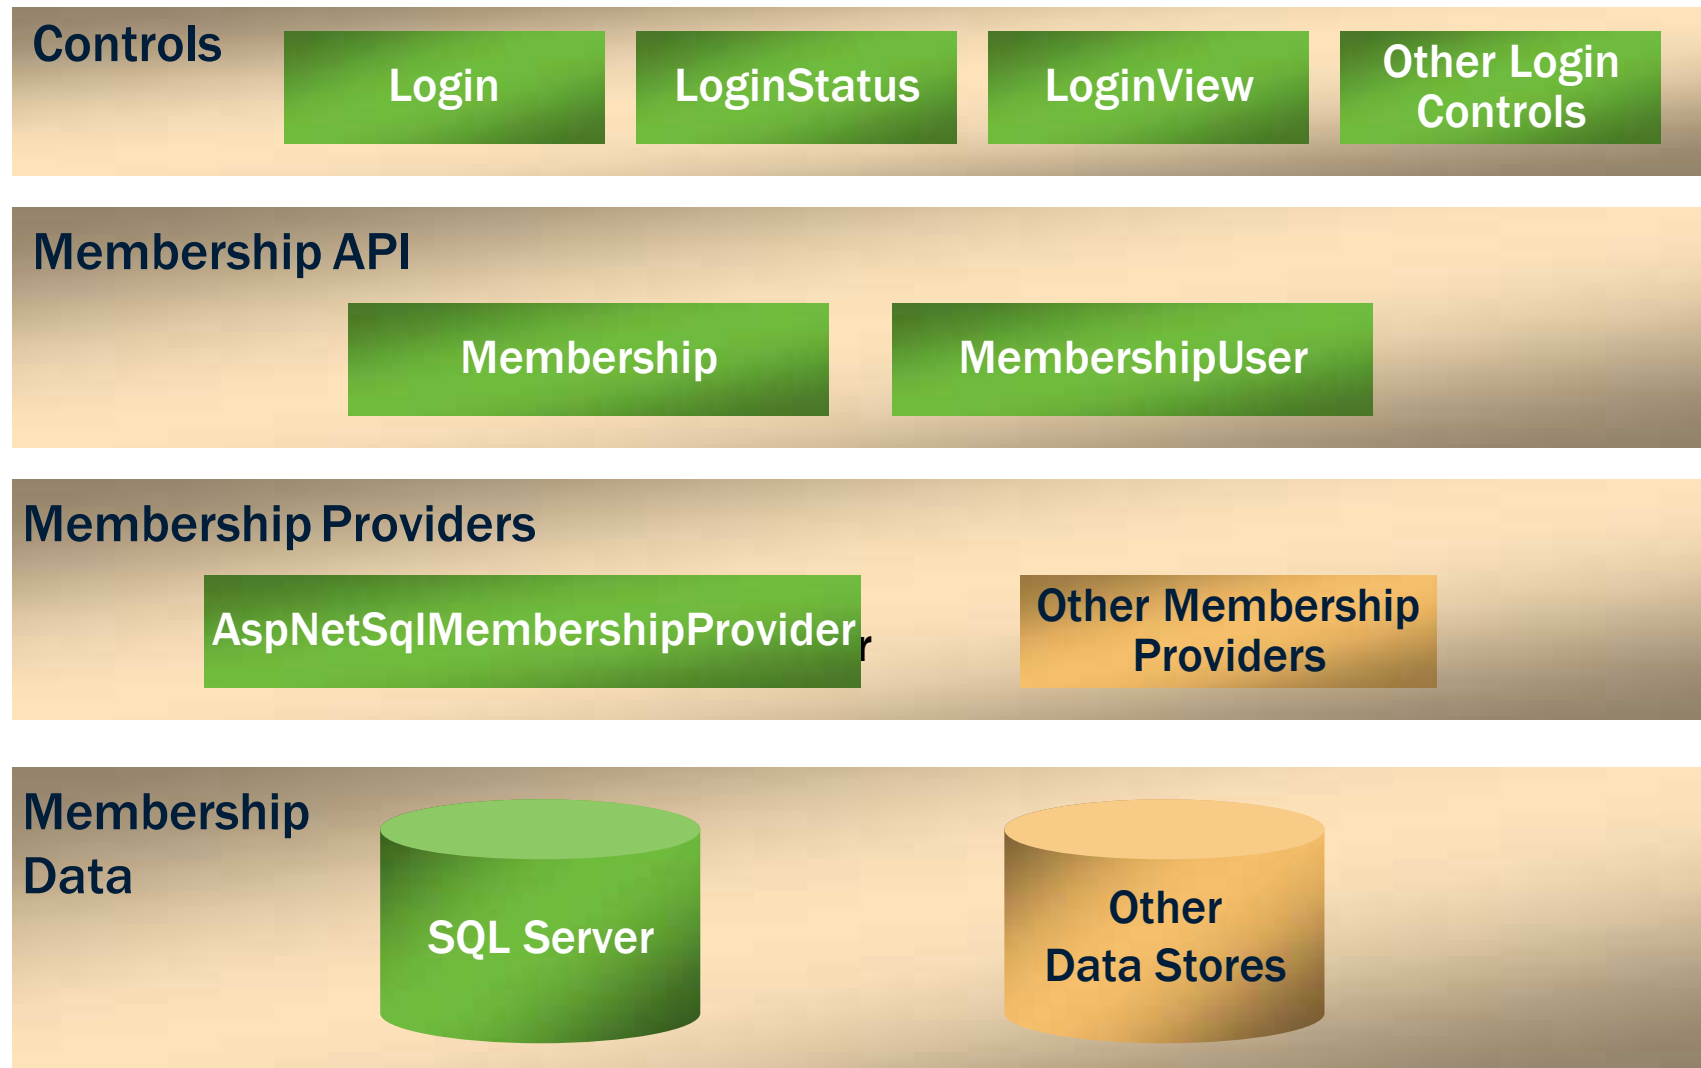 Controls
Login
LoginStatus
LoginView
Other Login
Controls
Membership API
Membership
MembershipUser
Membership Providers
AspNetSqlMembershipProvider
r
Other Membership
Providers
Membership
Data
SQL Server
Other
Data Stores